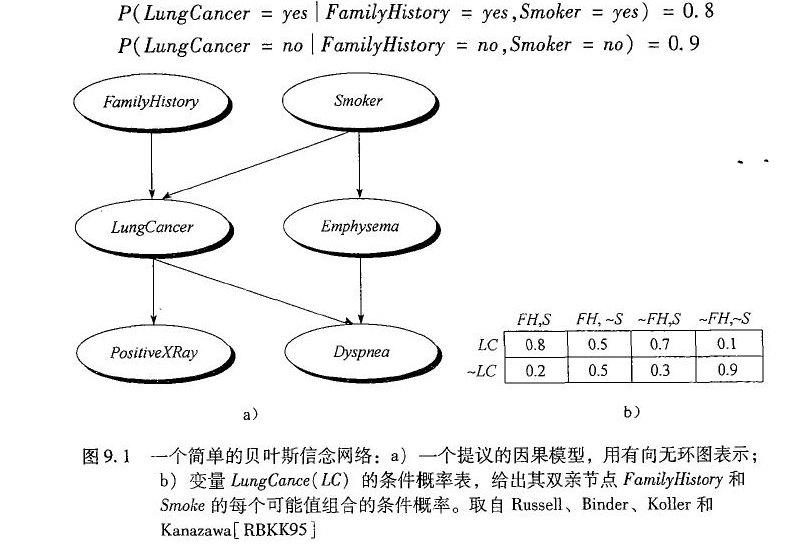 P(LungCancer = yes | FamilyHistory = yes,Smoker = yes) = 0.8
P(LungCancer = no | FamilyHistory = no,Smoker = no) = 0.9
FamilyHistory Smoker
LungCancer Emphysema
PositiveXRay Dyspnea
a)
FH,S FH, ~S ~FH,S ~FH,~S
LC 0.8 0.5 0.7 0.1
~LC 0.2 0.5 0.3 0.9
b)
图9.1 一个简单的贝叶斯信念网络：a）一个提议的因果模型，用有向无环图表示；
b）变量 LungCance(LC) 的条件概率表，给出其双亲节点 FamilyHistory 和
Smoke 的每个可能值组合的条件概率。取自 Russell、Binder、Koller 和
Kanazawa[RBKK95]